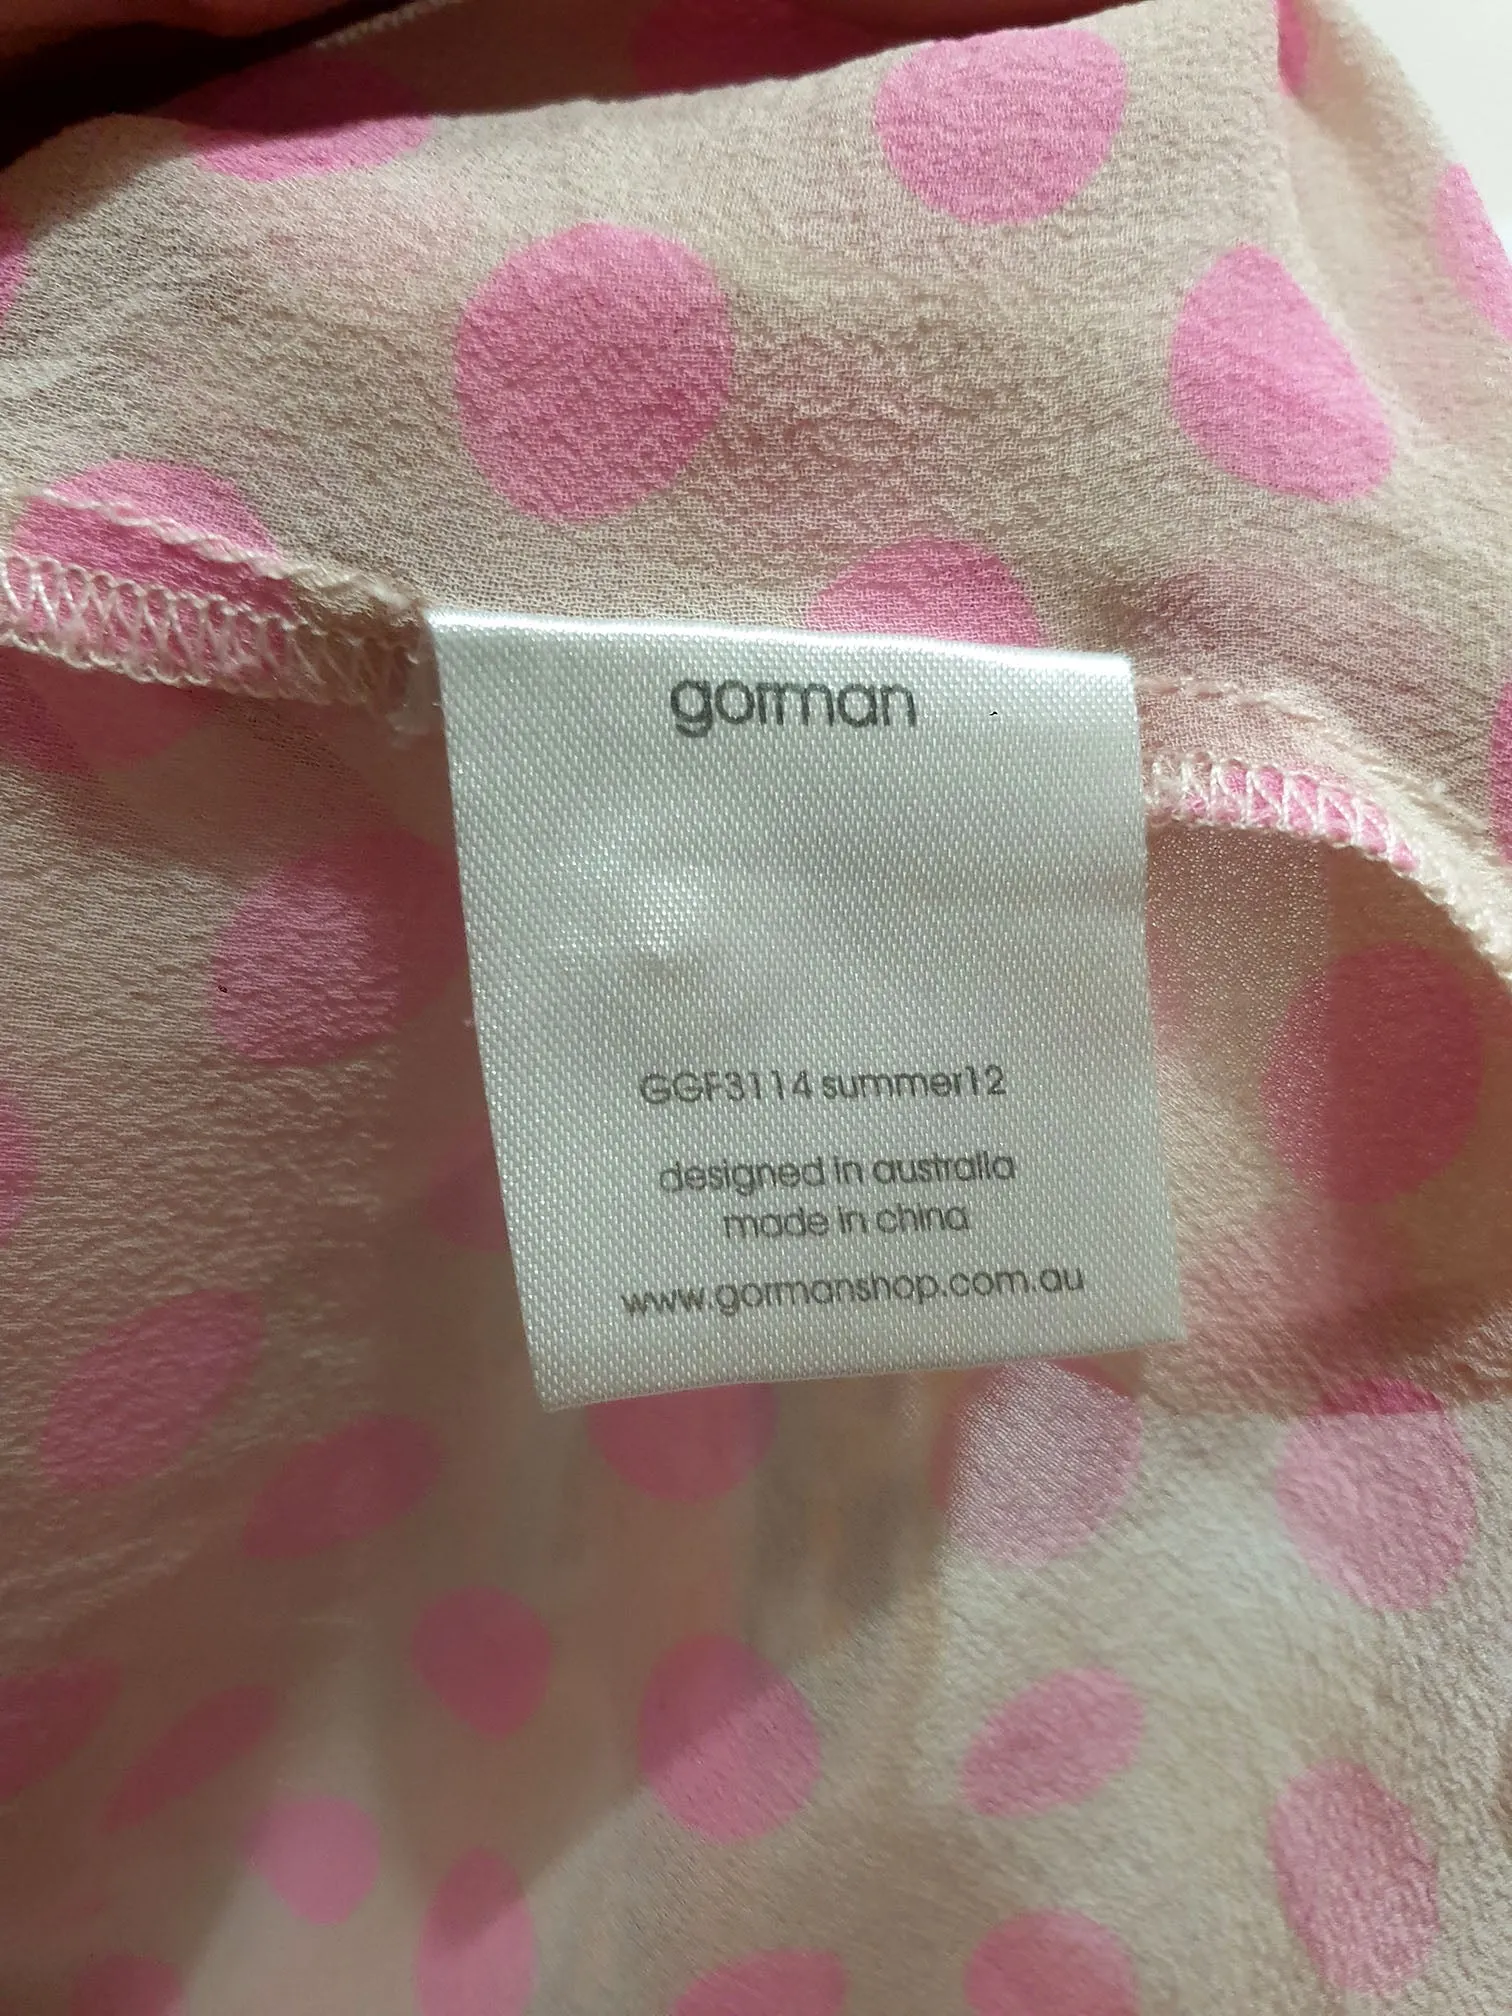 gorman
GGF3114 summer12
designed in australia
made in china
www.gormanshop.com.au